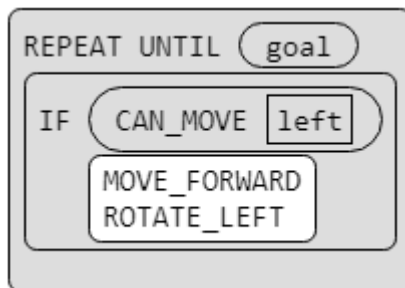 REPEAT UNTIL goal
IF CAN_MOVE left
MOVE_FORWARD
ROTATE_LEFT